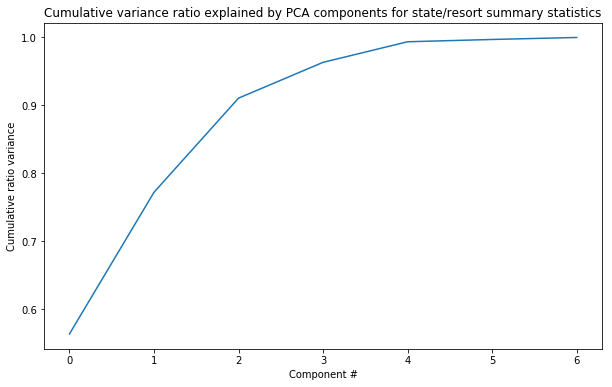 Cumulative variance ratio explained by PCA components for state/resort summary statistics
1.0
0.9
0.8
0.7
0.6
Cumulative ratio variance
0 1 2 3 4 5 6
Component #